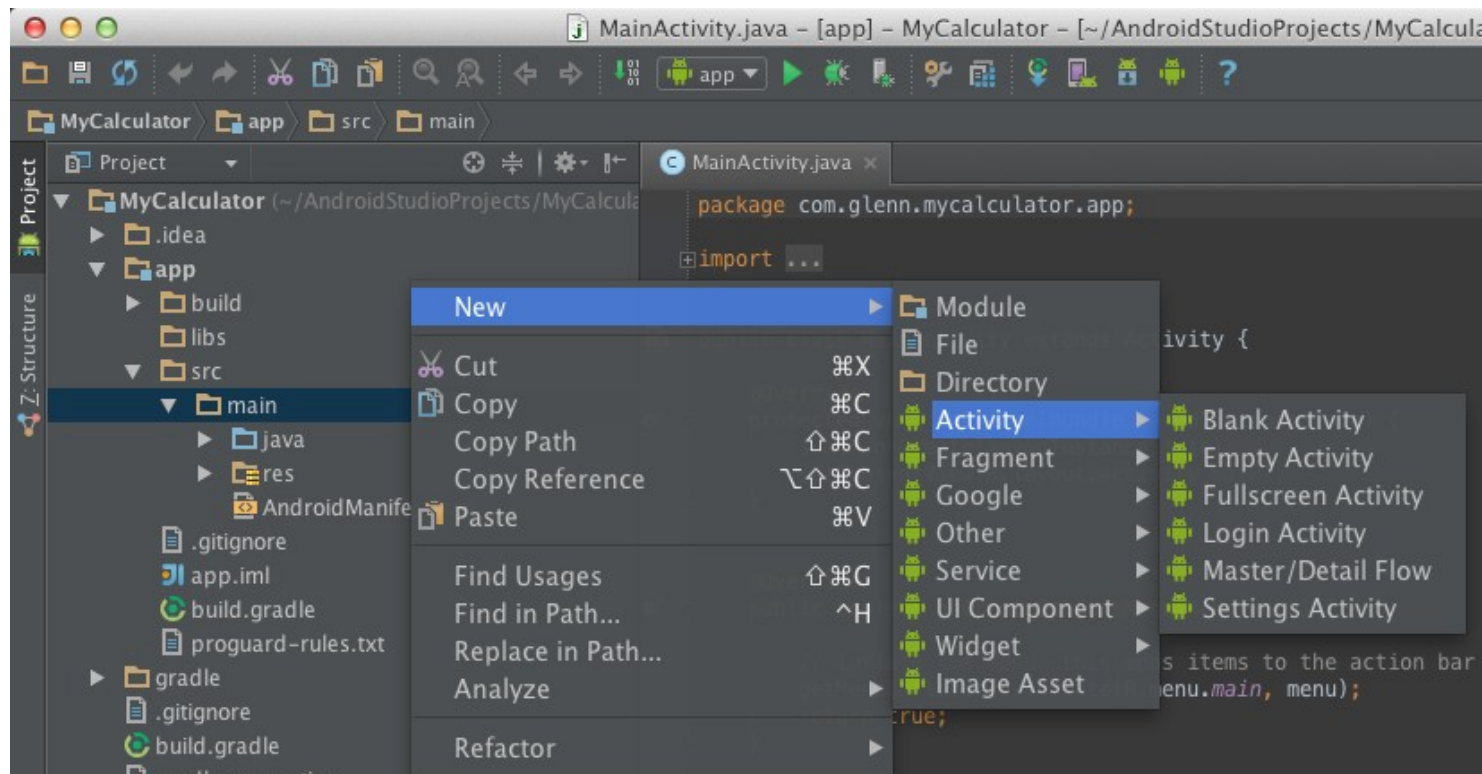 MainActivity.java – [app] – MyCalculator – [~/AndroidStudioProjects/MyCalcula
app
?
MyCalculator app src main
Project
MainActivity.java
Project
Z: Structure
MyCalculator (~/AndroidStudioProjects/MyCalcula
.idea
app
build
libs
src
main
java
res
AndroidManife
.gitignore
app.iml
build.gradle
proguard-rules.txt
gradle
.gitignore
build.gradle
package com.glenn.mycalculator.app;
import ...
ivity {
s items to the action bar
enu.main, menu);
rue;
New
Cut ⌘X
Copy ⌘C
Copy Path ⇧⌘C
Copy Reference ⌥⇧⌘C
Paste ⌘V
Find Usages ⇧⌘G
Find in Path... ^H
Replace in Path...
Analyze
Refactor
Module
File
Directory
Activity
Fragment
Google
Other
Service
UI Component
Widget
Image Asset
Blank Activity
Empty Activity
Fullscreen Activity
Login Activity
Master/Detail Flow
Settings Activity